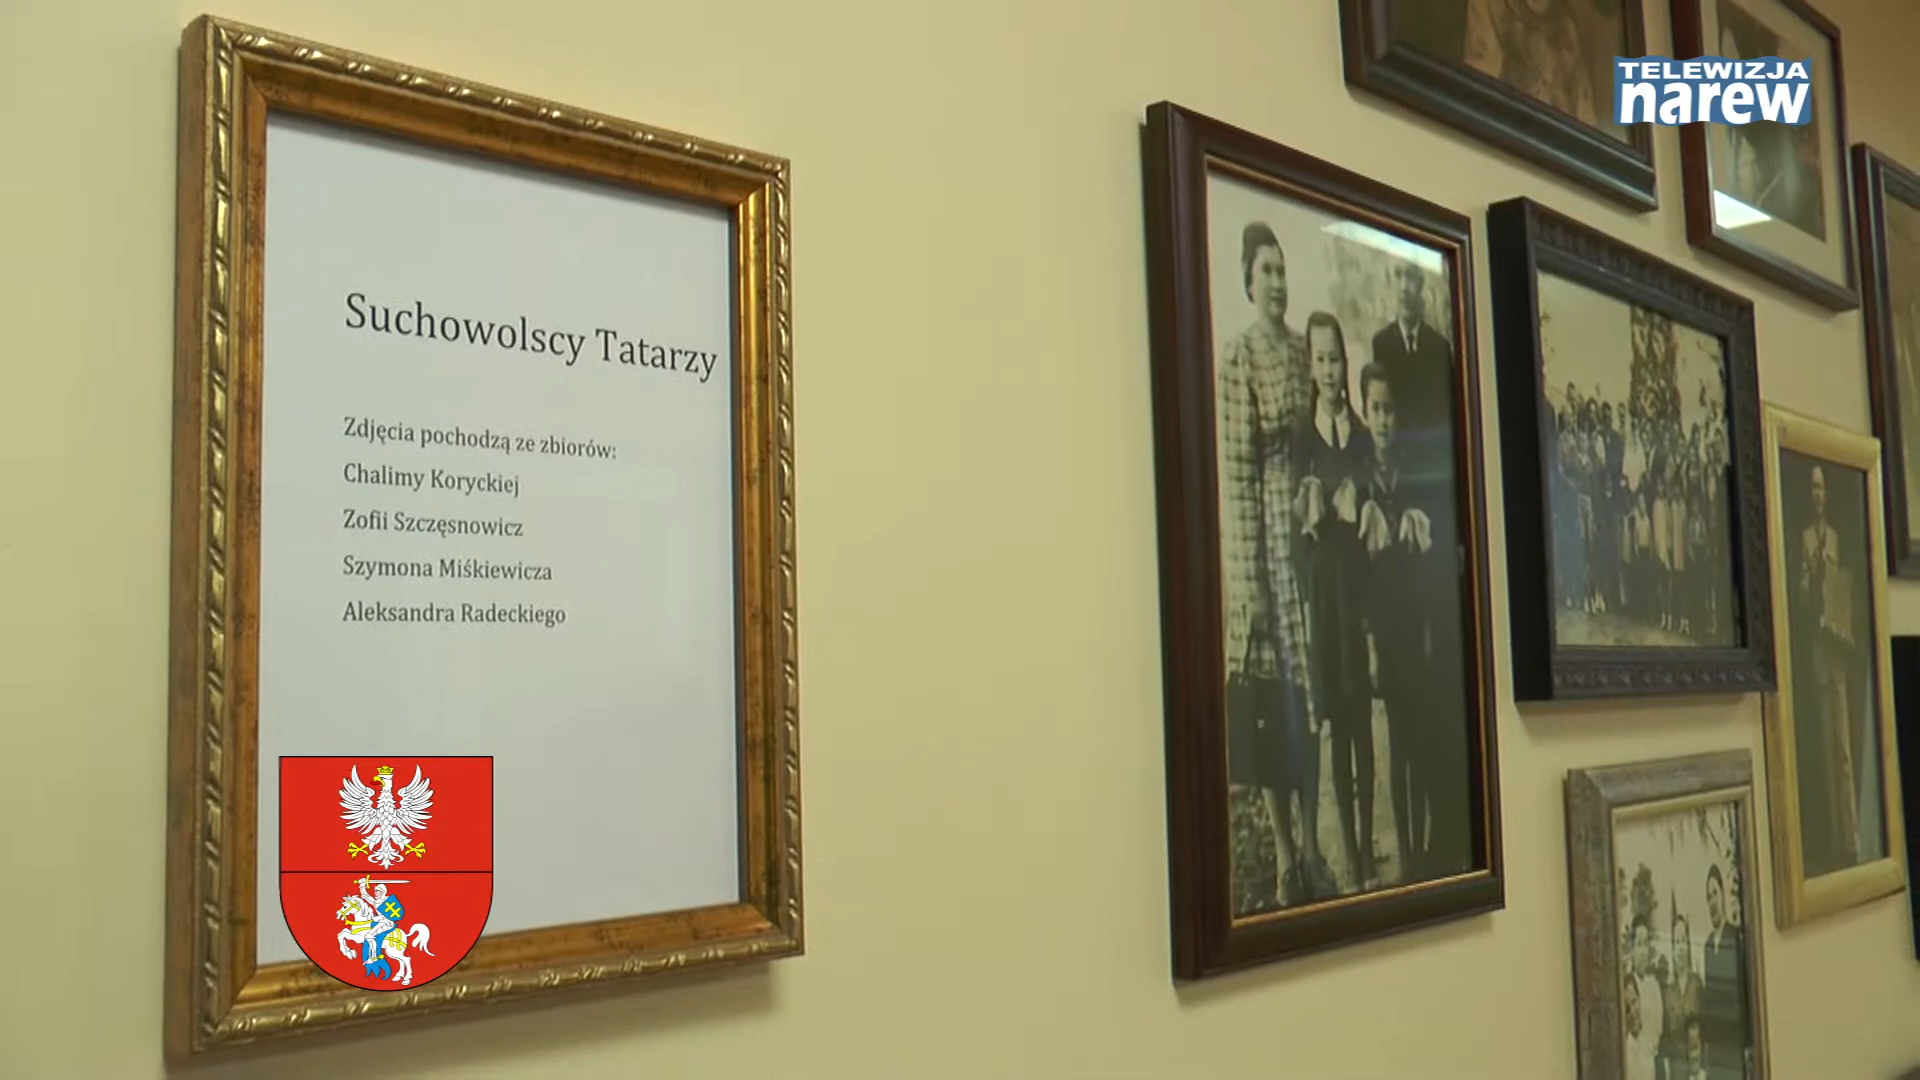 TELEWIZJA
narew
Suchowolscy Tatarzy
Zdjęcia pochodzą ze zbiorów:
Chalimy Koryckiej
Zofii Szczęsnowicz
Szymona Miśkiewicza
Aleksandra Radeckiego